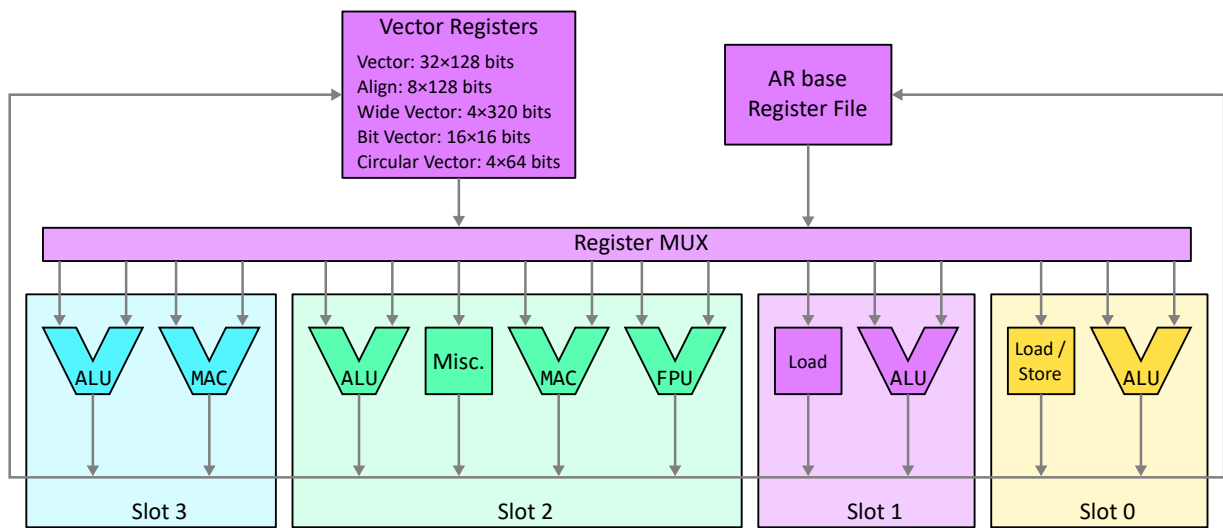 Vector Registers
Vector: 32×128 bits
Align: 8×128 bits
Wide Vector: 4×320 bits
Bit Vector: 16×16 bits
Circular Vector: 4×64 bits
AR base
Register File
Register MUX
ALU
MAC
ALU
Misc.
MAC
FPU
Load
ALU
Load /
Store
ALU
Slot 3
Slot 2
Slot 1
Slot 0